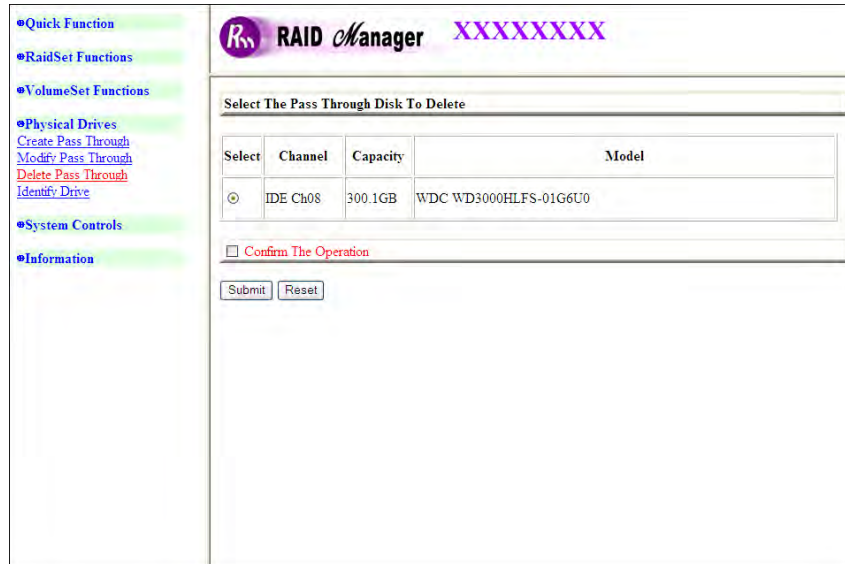 Quick Function
RaidSet Functions
VolumeSet Functions
Physical Drives
Create Pass Through
Modify Pass Through
Delete Pass Through
Identify Drive
System Controls
Information
Rm RAID Manager XXXXXXXX
Select The Pass Through Disk To Delete
Select Channel Capacity Model
IDE Ch08 300.1GB WDC WD3000HLFS-01G6U0
Confirm The Operation
Submit Reset